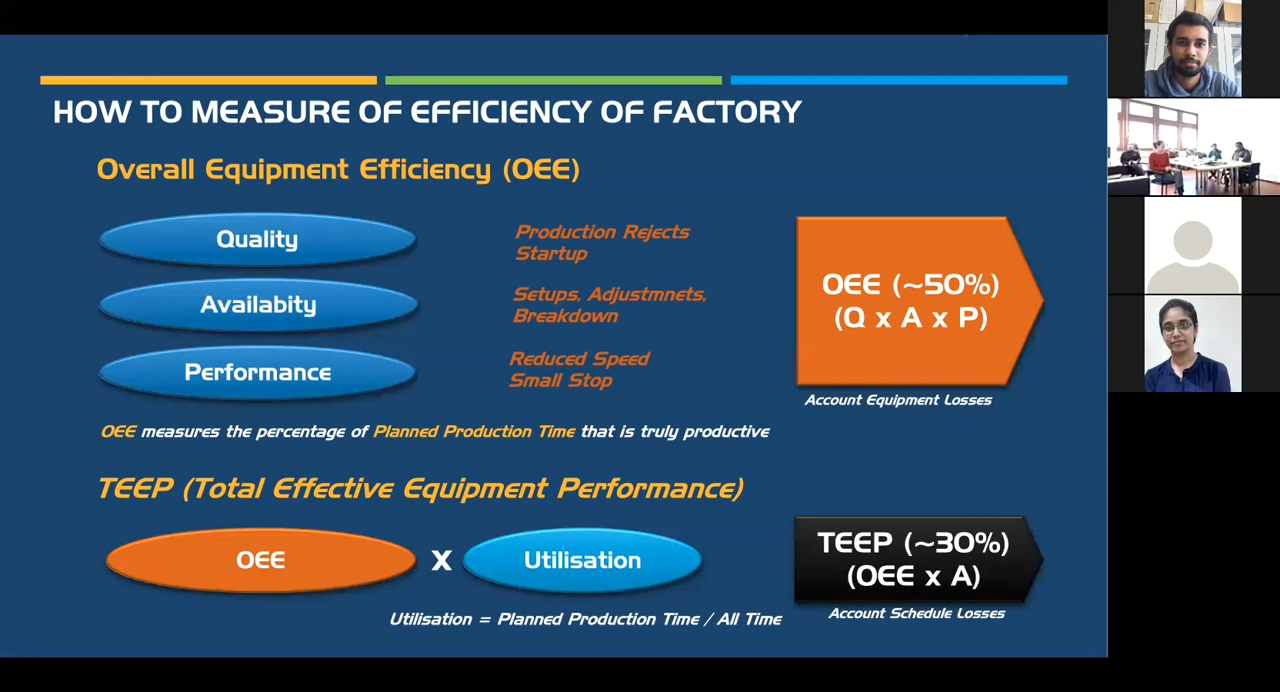 HOW TO MEASURE OF EFFICIENCY OF FACTORY
Overall Equipment Efficiency (OEE)
Quality
Production Rejects
Startup
Availabity
Setups, Adjustmnets,
Breakdown
Performance
Reduced Speed
Small Stop
OEE (~50%)
(Q x A x P)
Account Equipment Losses
OEE measures the percentage of Planned Production Time that is truly productive
TEEP (Total Effective Equipment Performance)
OEE X Utilisation
TEEP (~30%)
(OEE x A)
Account Schedule Losses
Utilisation = Planned Production Time / All Time